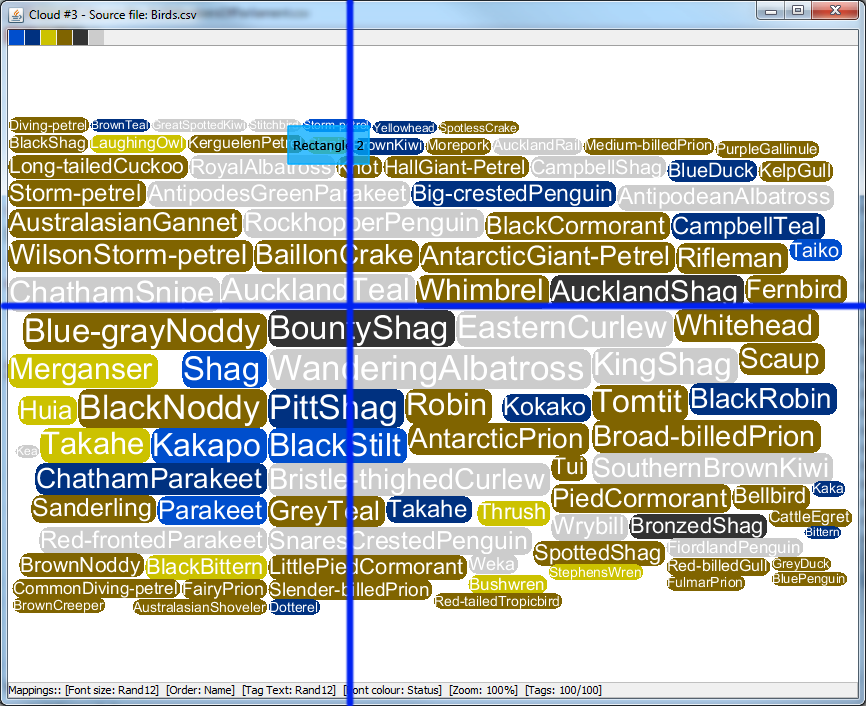 Cloud #3 - Source file: Birds.csv
Diving-petrel BrownTeal GreatSpottedKiwi Stitchbird Storm-petrel Yellowhead SpotlessCrake
BlackShag LaughingOwl KerguelenPetr Rectangle 2 ownKiwi Morepork AucklandRail Medium-billedPrion PurpleGallinule
Long-tailedCuckoo RoyalAlbatross Knot HallGiant-Petrel CampbellShag BlueDuck KelpGull
Storm-petrel AntipodesGreenParakeet Big-crestedPenguin AntipodeanAlbatross
AustralasianGannet RockhopperPenguin BlackCormorant CampbellTeal
WilsonStorm-petrel BaillonCrake AntarcticGiant-Petrel Rifleman Taiko
ChathamSnipe AucklandTeal Whimbrel AucklandShag Fernbird
Blue-grayNoddy BountyShag EasternCurlew Whitehead
Merganser Shag WanderingAlbatross KingShag Scaup
Huia BlackNoddy PittShag Robin Kokako Tomtit BlackRobin
Kea Takahe Kakapo BlackStilt AntarcticPrion Broad-billedPrion
ChathamParakeet Bristle-thighedCurlew Tui SouthernBrownKiwi
Sanderling Parakeet GreyTeal Takahe Thrush PiedCormorant Bellbird Kaka
Red-frontedParakeet SnaresCrestedPenguin Wrybill BronzedShag CattleEgret
Bittern
BrownNoddy BlackBittern LittlePiedCormorant Weka SpottedShag FiordlandPenguin
StephensWren Red-billedGull GreyDuck
CommonDiving-petrel FairyPrion Slender-billedPrion Bushwren FulmarPrion BluePenguin
BrownCreeper AustralasianShoveler Dotterel Red-tailedTropicbird
Mappings:: [Font size: Rand12] [Order: Name] [Tag Text: Rand12] [Font colour: Status] [Zoom: 100%] [Tags: 100/100]